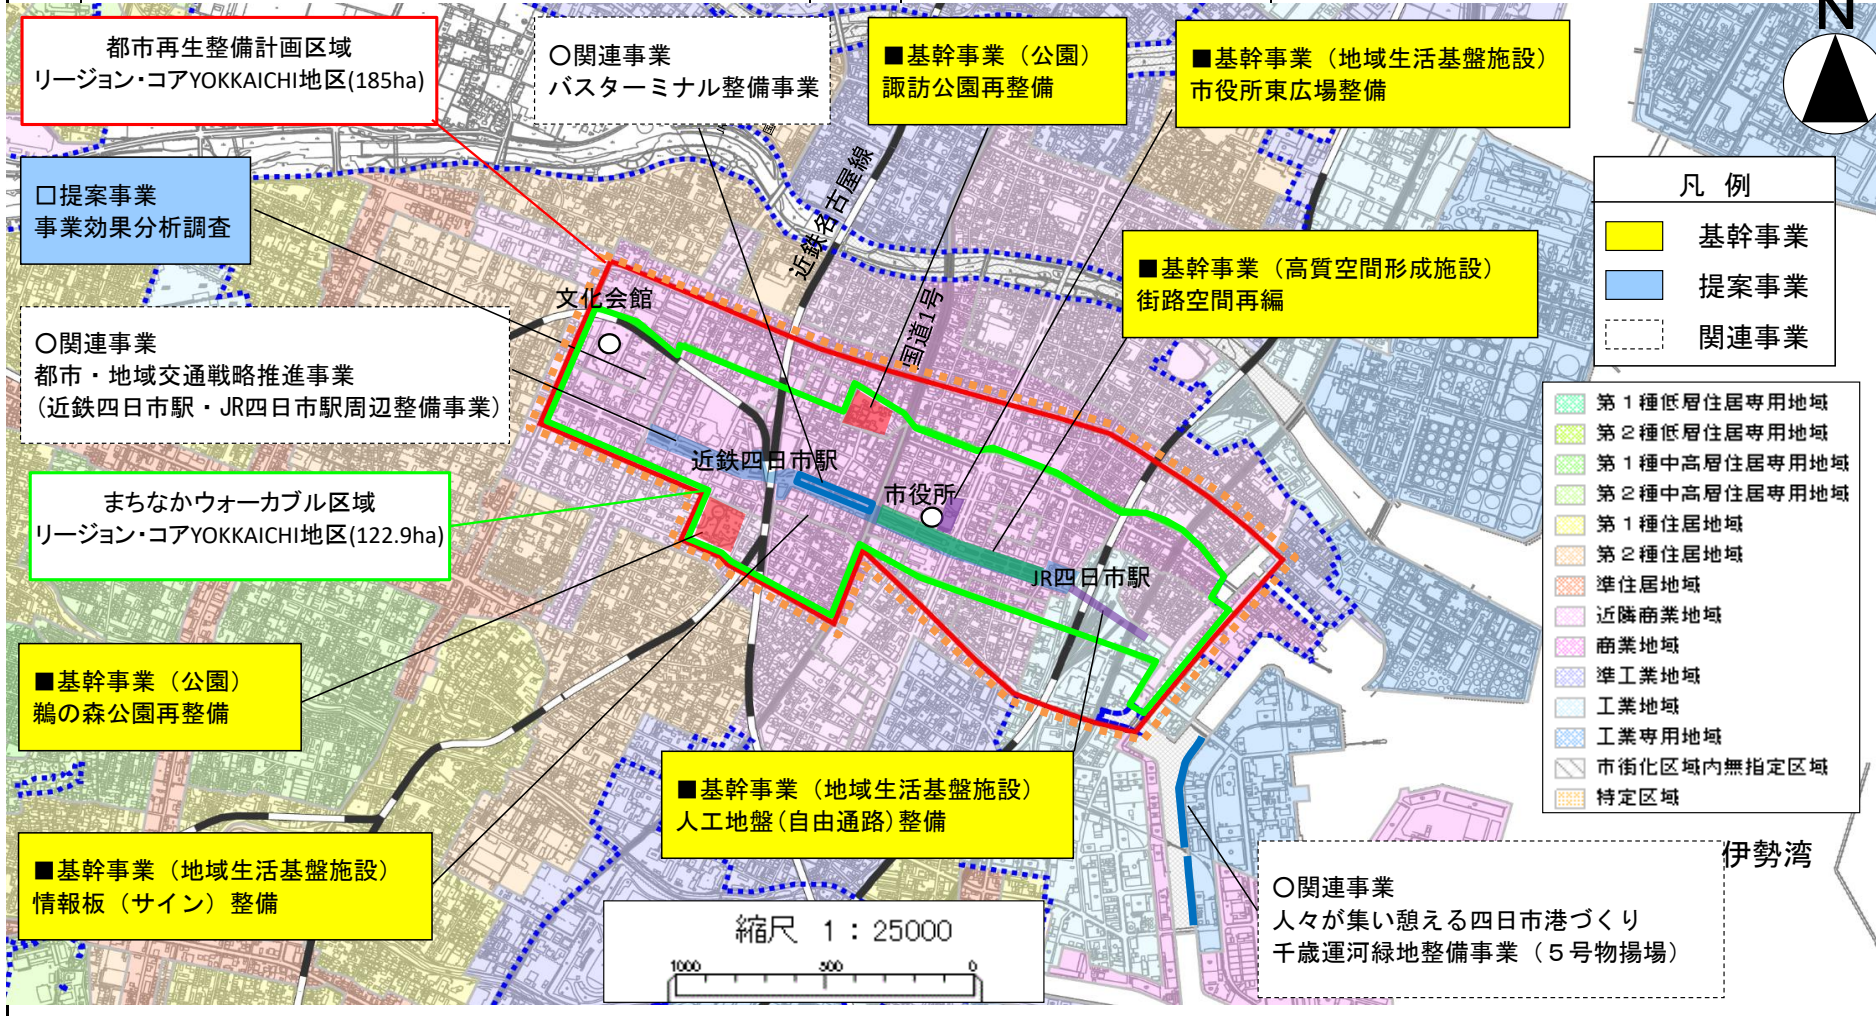 都市再生整備計画区域
リージョン・コアYOKKAICHI地区(185ha)
〇関連事業
バスターミナル整備事業
■基幹事業（公園）
諏訪公園再整備
■基幹事業（地域生活基盤施設）
市役所東広場整備
N
□提案事業
事業効果分析調査
近鉄名古屋線
凡 例
基幹事業
提案事業
関連事業
■基幹事業（高質空間形成施設）
街路空間再編
文化会館
国道1号
〇関連事業
都市・地域交通戦略推進事業
（近鉄四日市駅・JR四日市駅周辺整備事業）
第１種低層住居専用地域
第２種低層住居専用地域
第１種中高層住居専用地域
第２種中高層住居専用地域
第１種住居地域
第２種住居地域
準住居地域
近隣商業地域
商業地域
準工業地域
工業地域
工業専用地域
市街化区域内無指定区域
特定区域
近鉄四日市駅
市役所
まちなかウォーカブル区域
リージョン・コアYOKKAICHI地区(122.9ha)
JR四日市駅
■基幹事業（公園）
鵜の森公園再整備
■基幹事業（地域生活基盤施設）
人工地盤(自由通路)整備
■基幹事業（地域生活基盤施設）
情報板（サイン）整備
伊勢湾
〇関連事業
人々が集い憩える四日市港づくり
千歳運河緑地整備事業（５号物揚場）
縮尺 1：25000
1000 500 0